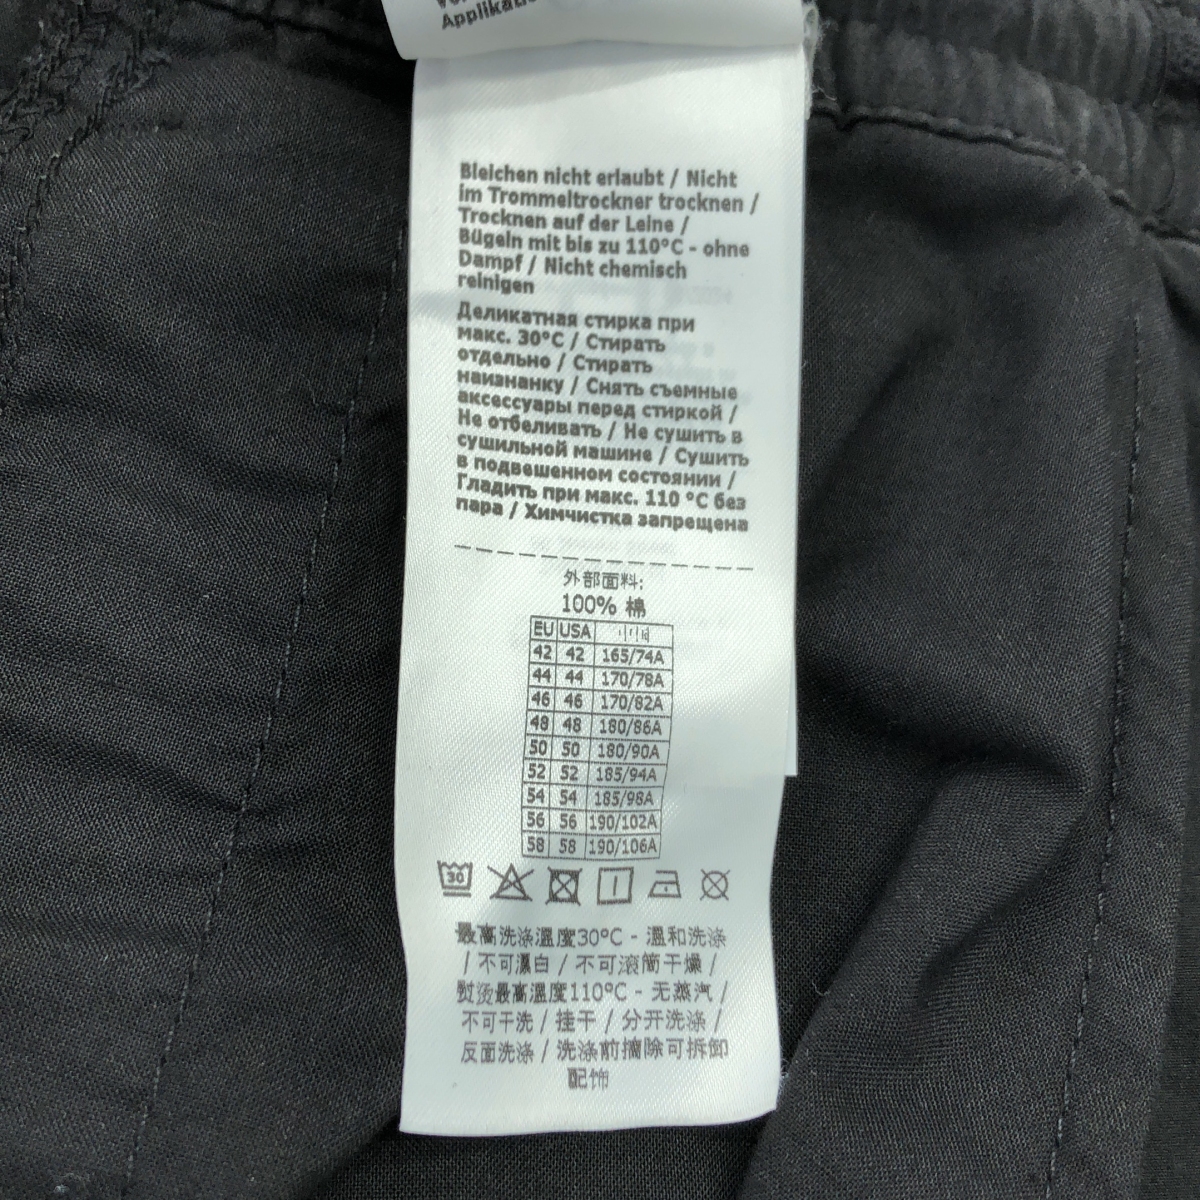 Applikatio
Bleichen nicht erlaubt / Nicht
im Trommeltrockner trocknen /
Trocknen auf der Leine /
Bügeln mit bis zu 110°C - ohne
Dampf / Nicht chemisch
reinigen
Деликатная стирка при
макс. 30°C / Стирать
отдельно / Стирать
наизнанку / Снять съемные
аксессуары перед стиркой /
Не отбеливать / Не сушить в
сушильной машине / Сушить
в подвешенном состоянии /
Гладить при макс. 110 °C без
пара / Химчистка запрещена
外部面料:
100% 棉
EU USA
42 42 165/74A
44 44 170/78A
46 46 170/82A
48 48 180/86A
50 50 180/90A
52 52 185/94A
54 54 185/98A
56 56 190/102A
58 58 190/106A
30
最高洗涤温度30°C - 温和洗涤
/ 不可漂白 / 不可滚筒干燥 /
熨烫最高温度110°C - 无蒸汽 /
不可干洗 / 挂干 / 分开洗涤 /
反面洗涤 / 洗涤前摘除可拆卸
配饰